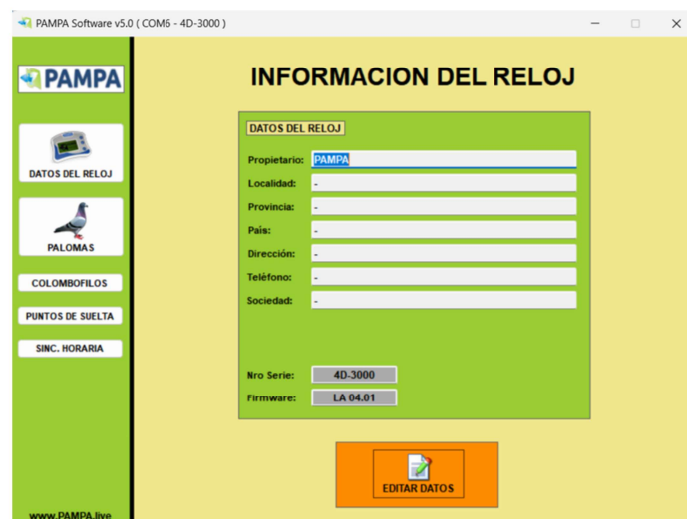 PAMPA Software v5.0 ( COM6 - 4D-3000 )
PAMPA
DATOS DEL RELOJ
PALOMAS
COLOMBOFILOS
PUNTOS DE SUELTA
SINC. HORARIA
www.PAMPA.live
INFORMACION DEL RELOJ
DATOS DEL RELOJ
Propietario: PAMPA
Localidad: -
Provincia: -
País: -
Dirección: -
Teléfono: -
Sociedad: -
Nro Serie: 4D-3000
Firmware: LA 04.01
EDITAR DATOS